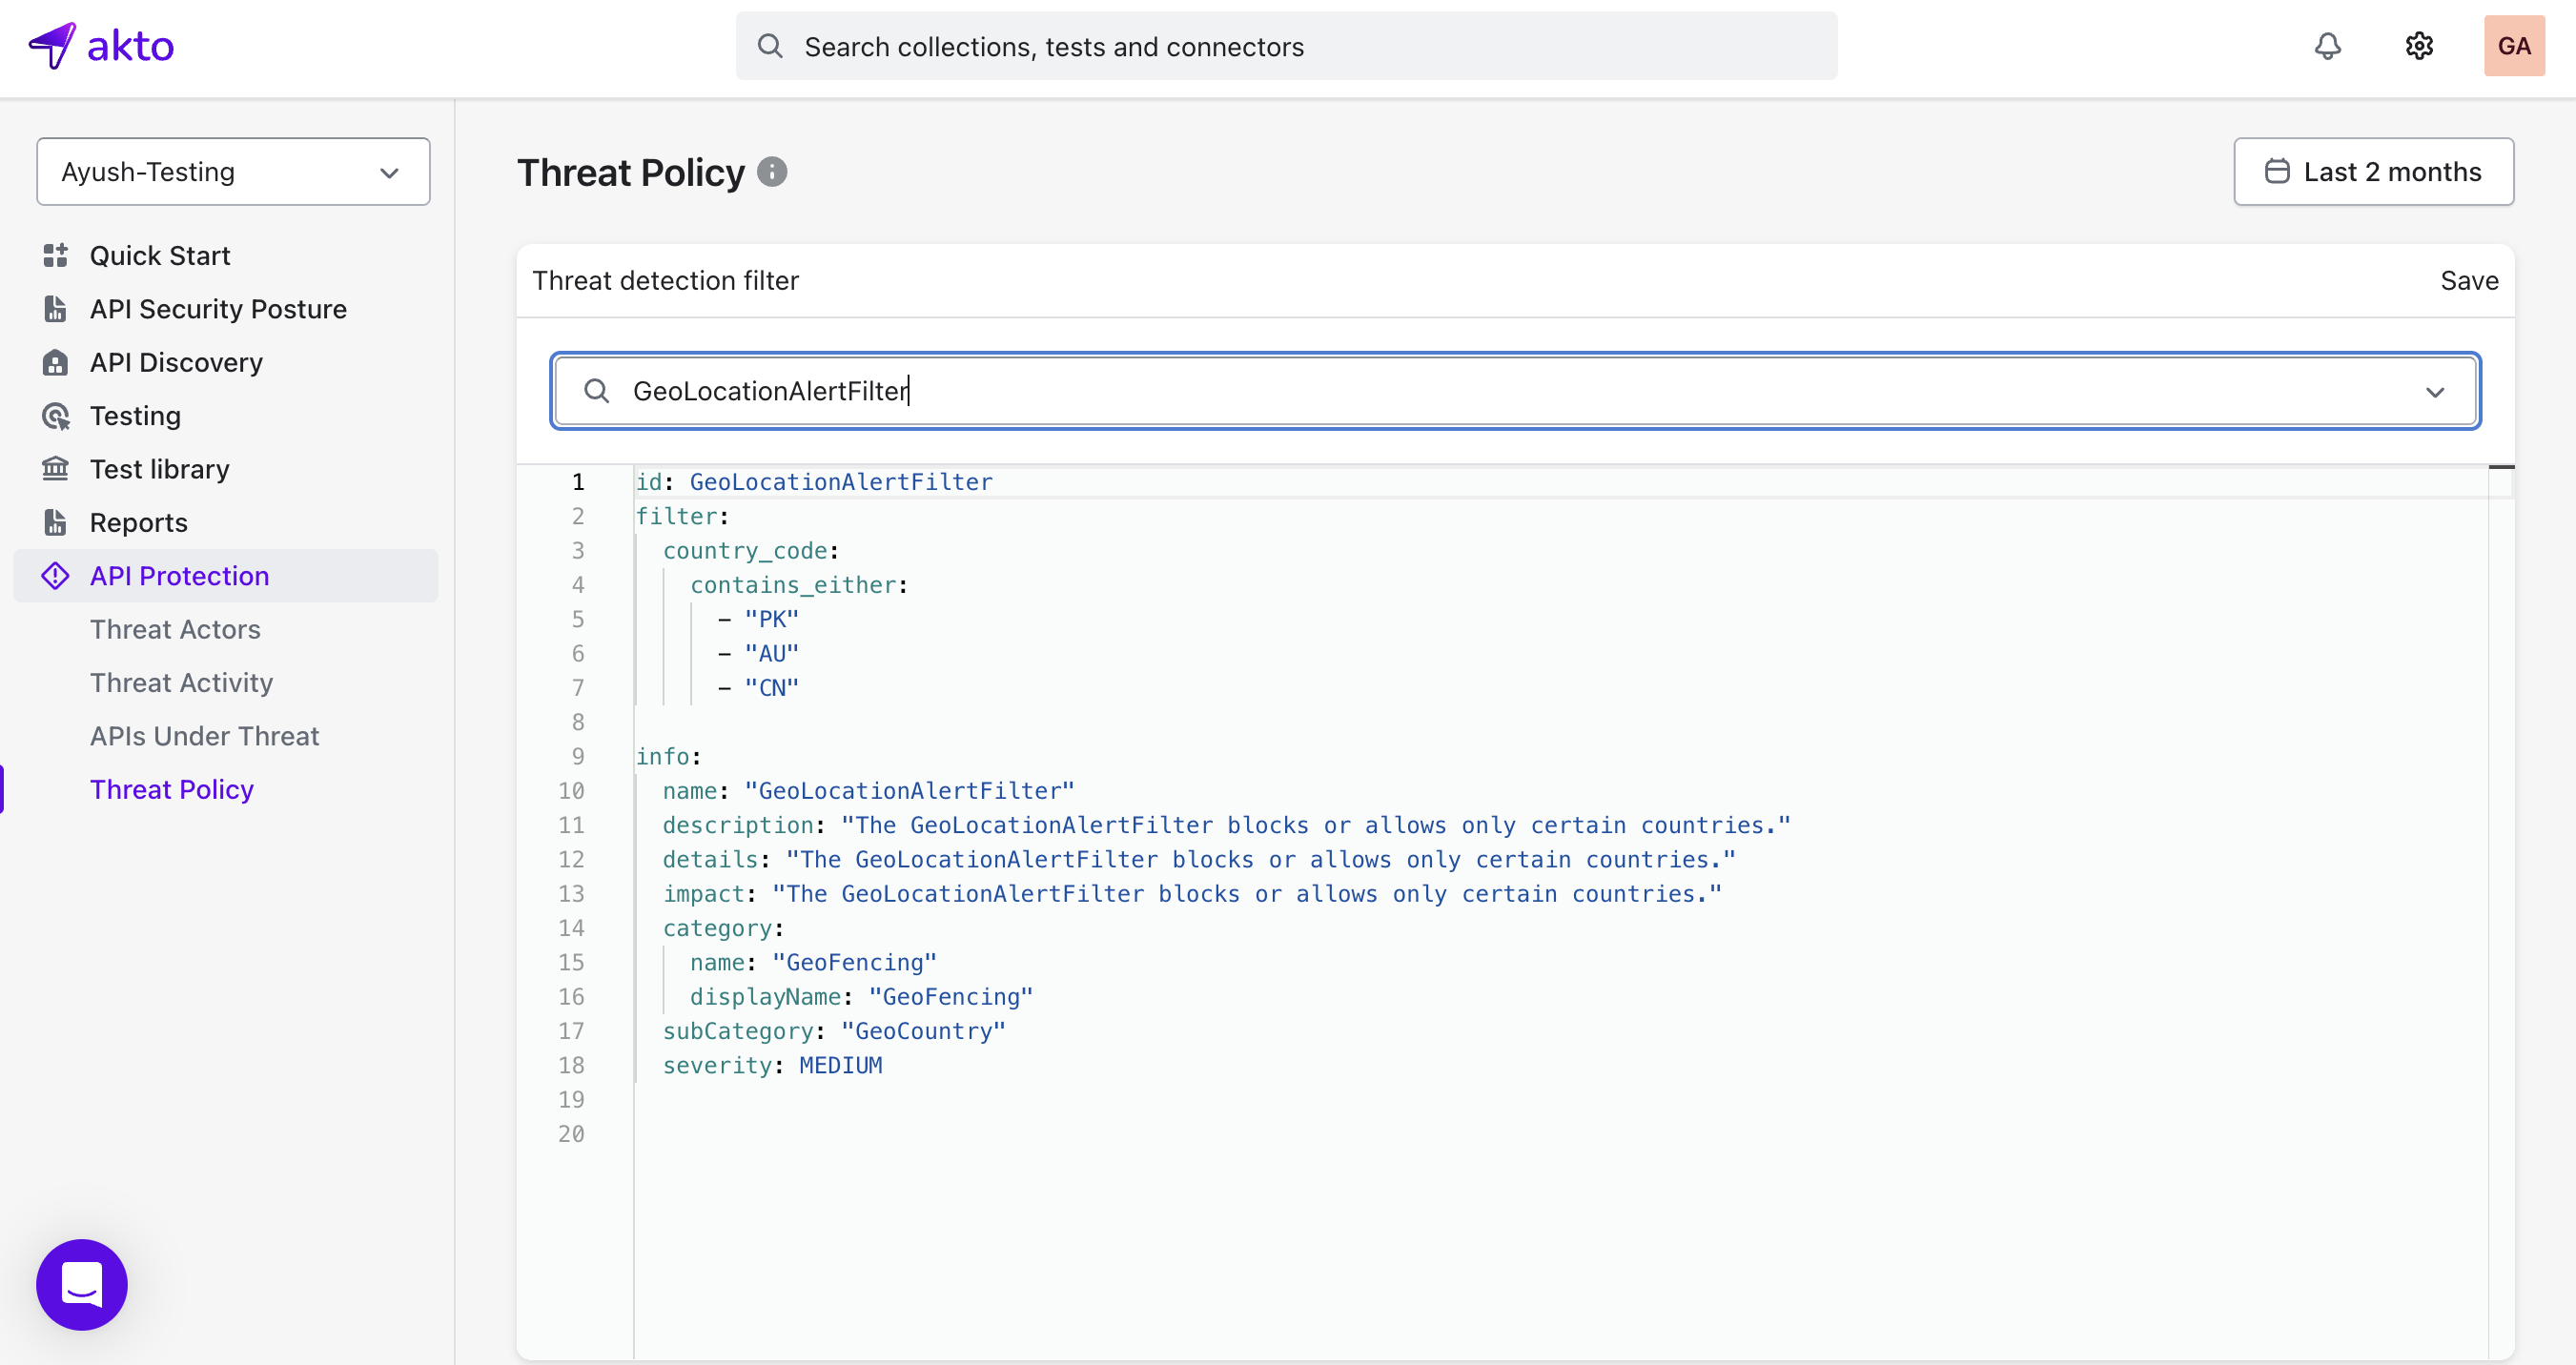 akto
Search collections, tests and connectors
GA
Ayush-Testing
Quick Start
API Security Posture
API Discovery
Testing
Test library
Reports
API Protection
Threat Actors
Threat Activity
APIs Under Threat
Threat Policy
Threat Policy
Last 2 months
Threat detection filter
Save
GeoLocationAlertFilter
1 id: GeoLocationAlertFilter
2 filter:
3 country_code:
4 contains_either:
5 - "PK"
6 - "AU"
7 - "CN"
8
9 info:
10 name: "GeoLocationAlertFilter"
11 description: "The GeoLocationAlertFilter blocks or allows only certain countries."
12 details: "The GeoLocationAlertFilter blocks or allows only certain countries."
13 impact: "The GeoLocationAlertFilter blocks or allows only certain countries."
14 category:
15 name: "GeoFencing"
16 displayName: "GeoFencing"
17 subCategory: "GeoCountry"
18 severity: MEDIUM
19
20